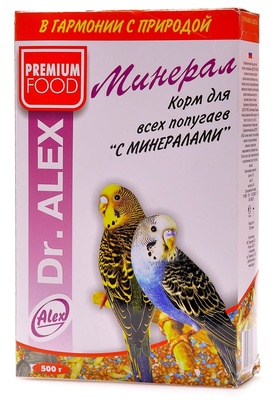 В ГАРМОНИИ С ПРИРОДОЙ
PREMIUM
FOOD
Минерал
Корм для
всех попугаев
"С МИНЕРАЛАМИ"
Dr. ALEX
Alex
500 г